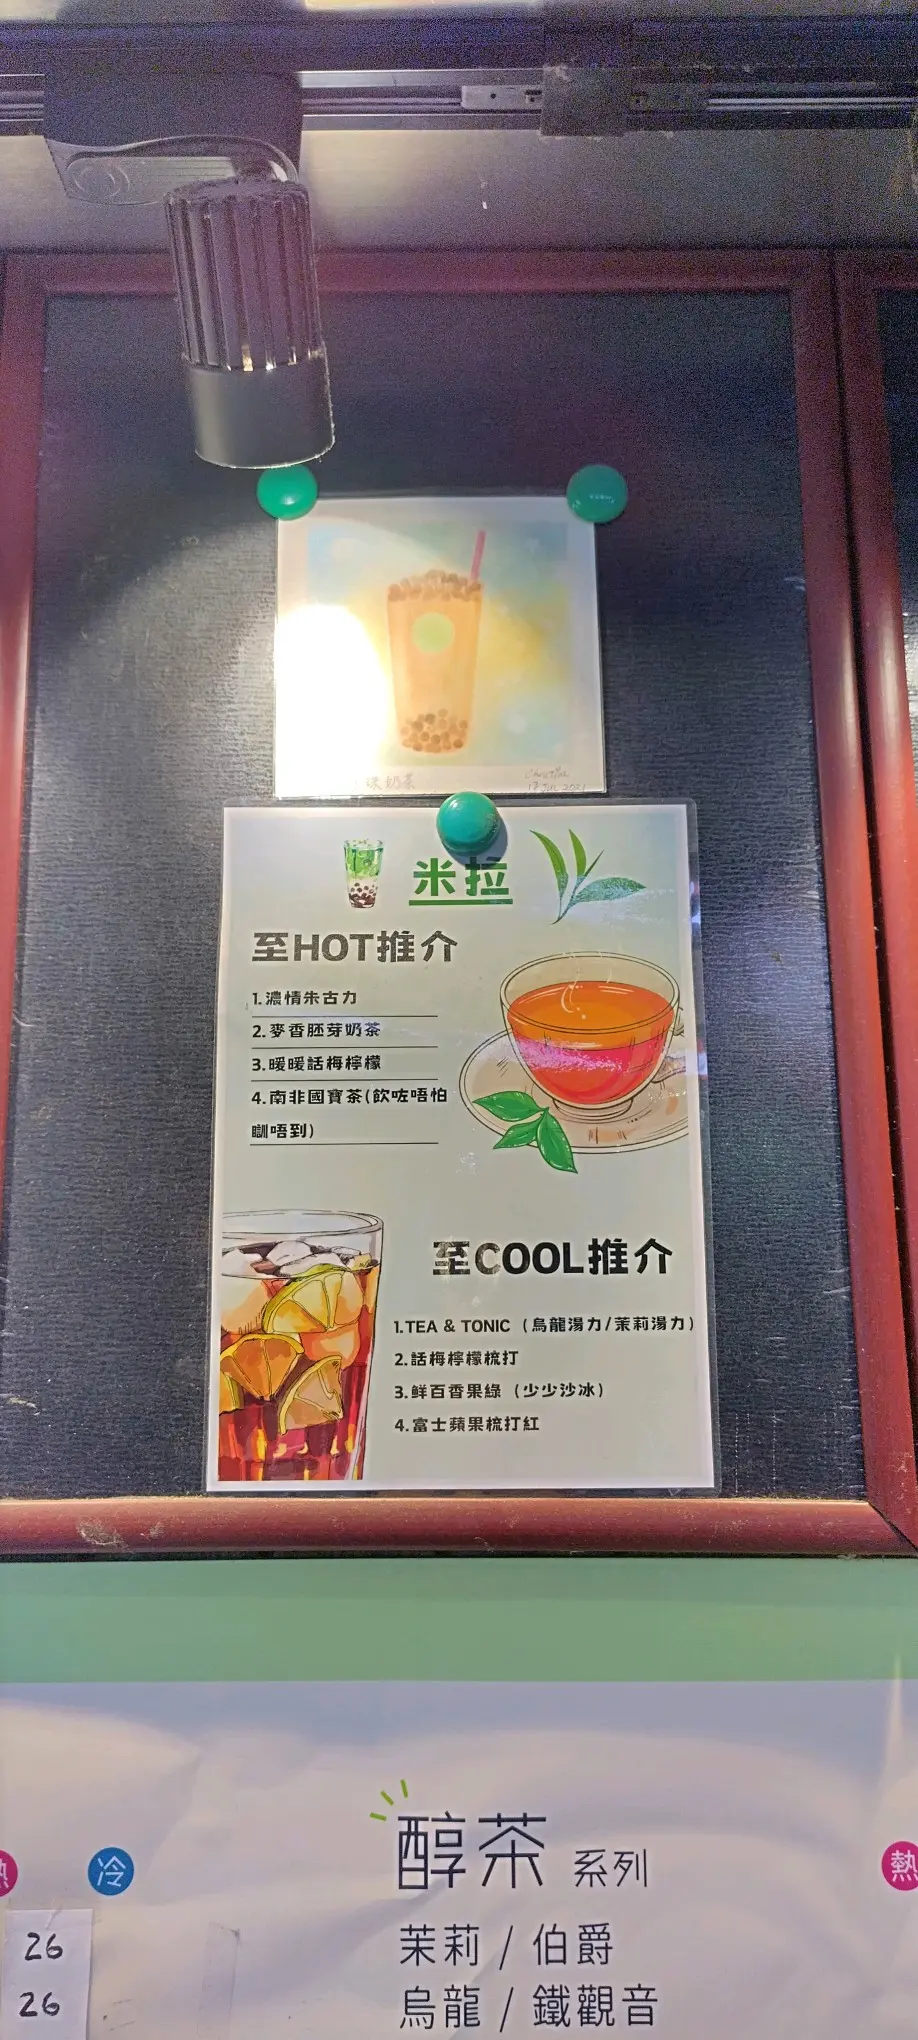 奶茶
米拉
至HOT推介
1.濃情朱古力
2.麥香胚芽奶茶
3.暖暖話梅檸檬
4.南非國寶茶(飲咗唔怕
瞓唔到)
至COOL推介
1.TEA & TONIC（烏龍湯力/茉莉湯力）
2.話梅檸檬梳打
3.鮮百香果綠（少少沙冰）
4.富士蘋果梳打紅
醇茶 系列
冷
熱
茉莉 / 伯爵
26
烏龍 / 鐵觀音
26